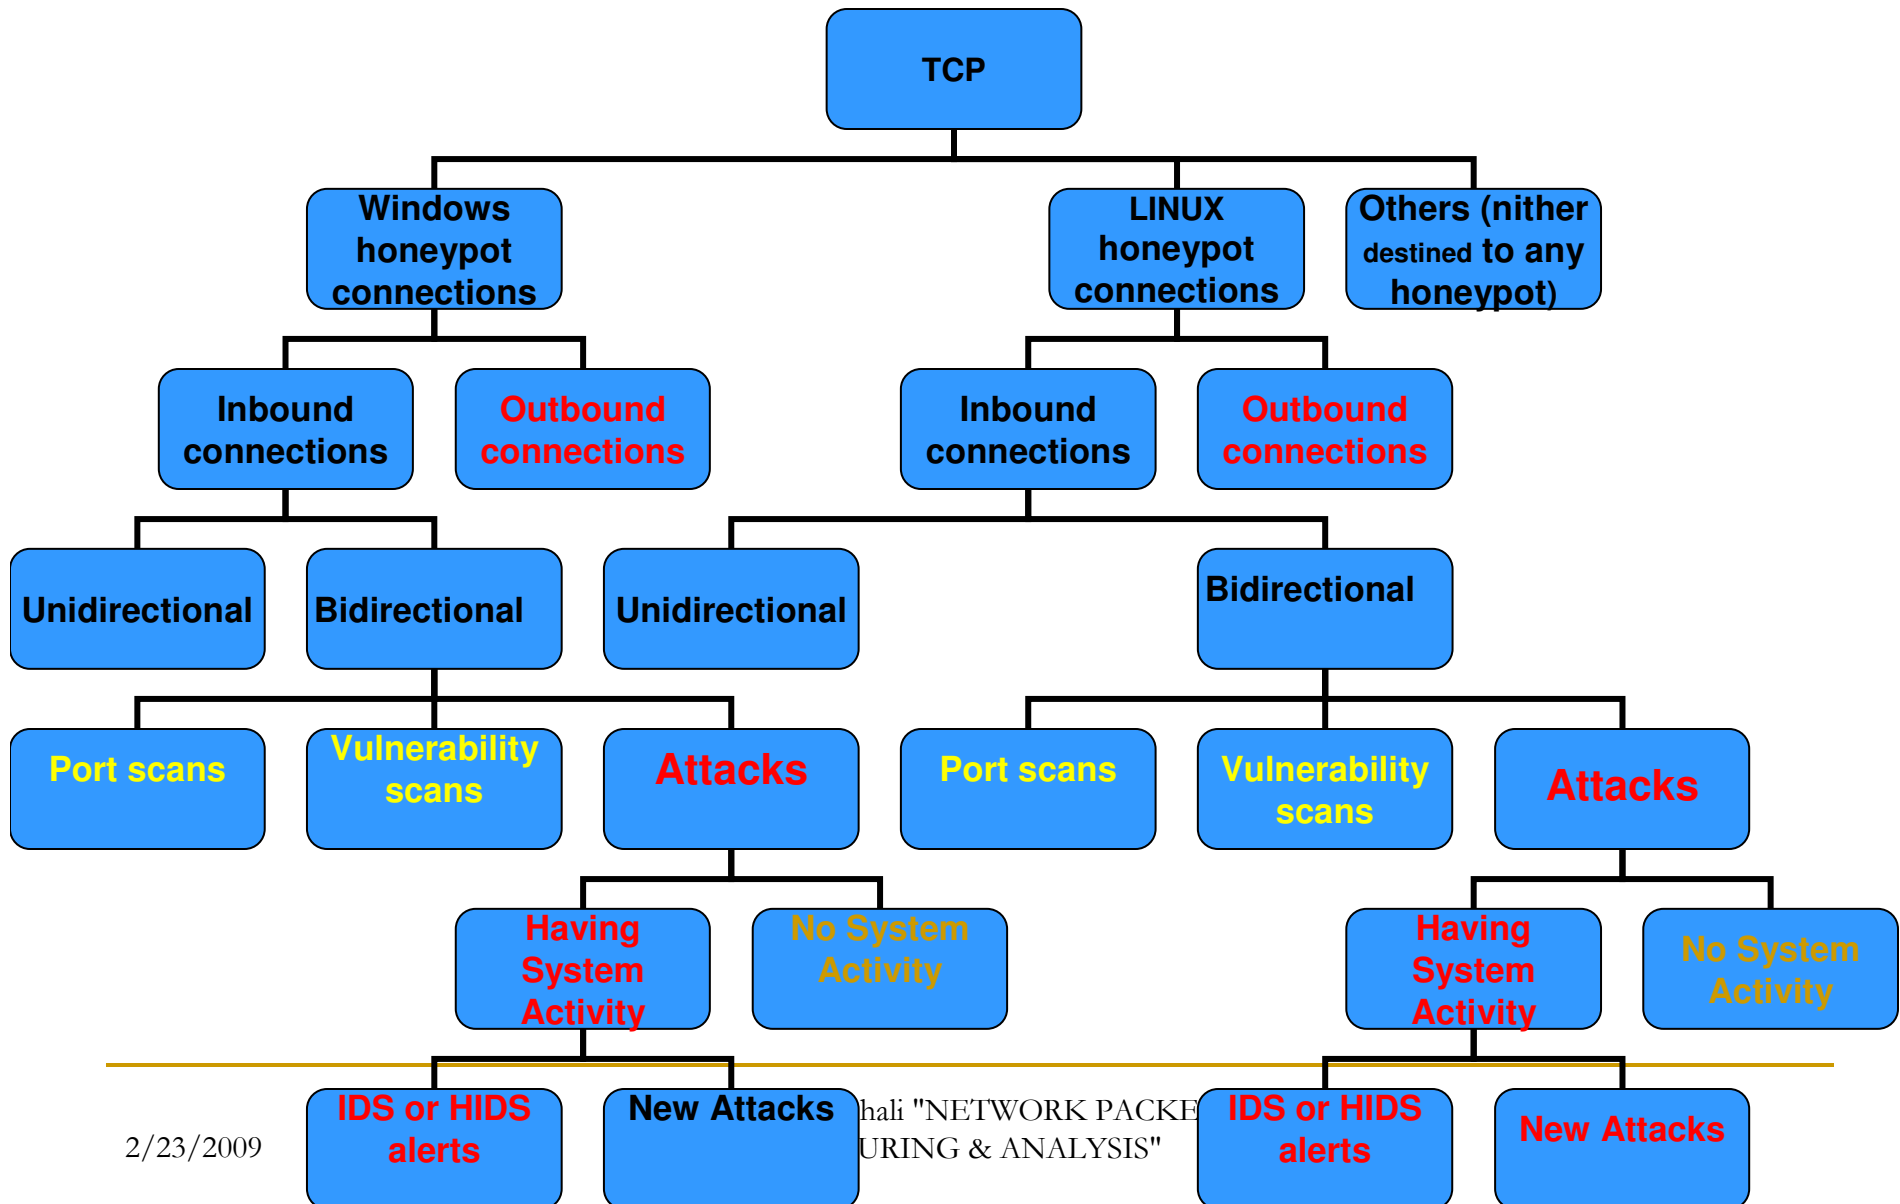 TCP
Windows
honeypot
connections
LINUX
honeypot
connections
Others (nither
destined to any
honeypot)
Inbound
connections
Outbound
connections
Inbound
connections
Outbound
connections
Unidirectional
Bidirectional
Unidirectional
Bidirectional
Port scans
Vulnerability
scans
Attacks
Port scans
Vulnerability
scans
Attacks
Having
System
Activity
No System
Activity
Having
System
Activity
No System
Activity
IDS or HIDS
alerts
New Attacks
IDS or HIDS
alerts
New Attacks
2/23/2009
hali "NETWORK PACKE
URING & ANALYSIS"